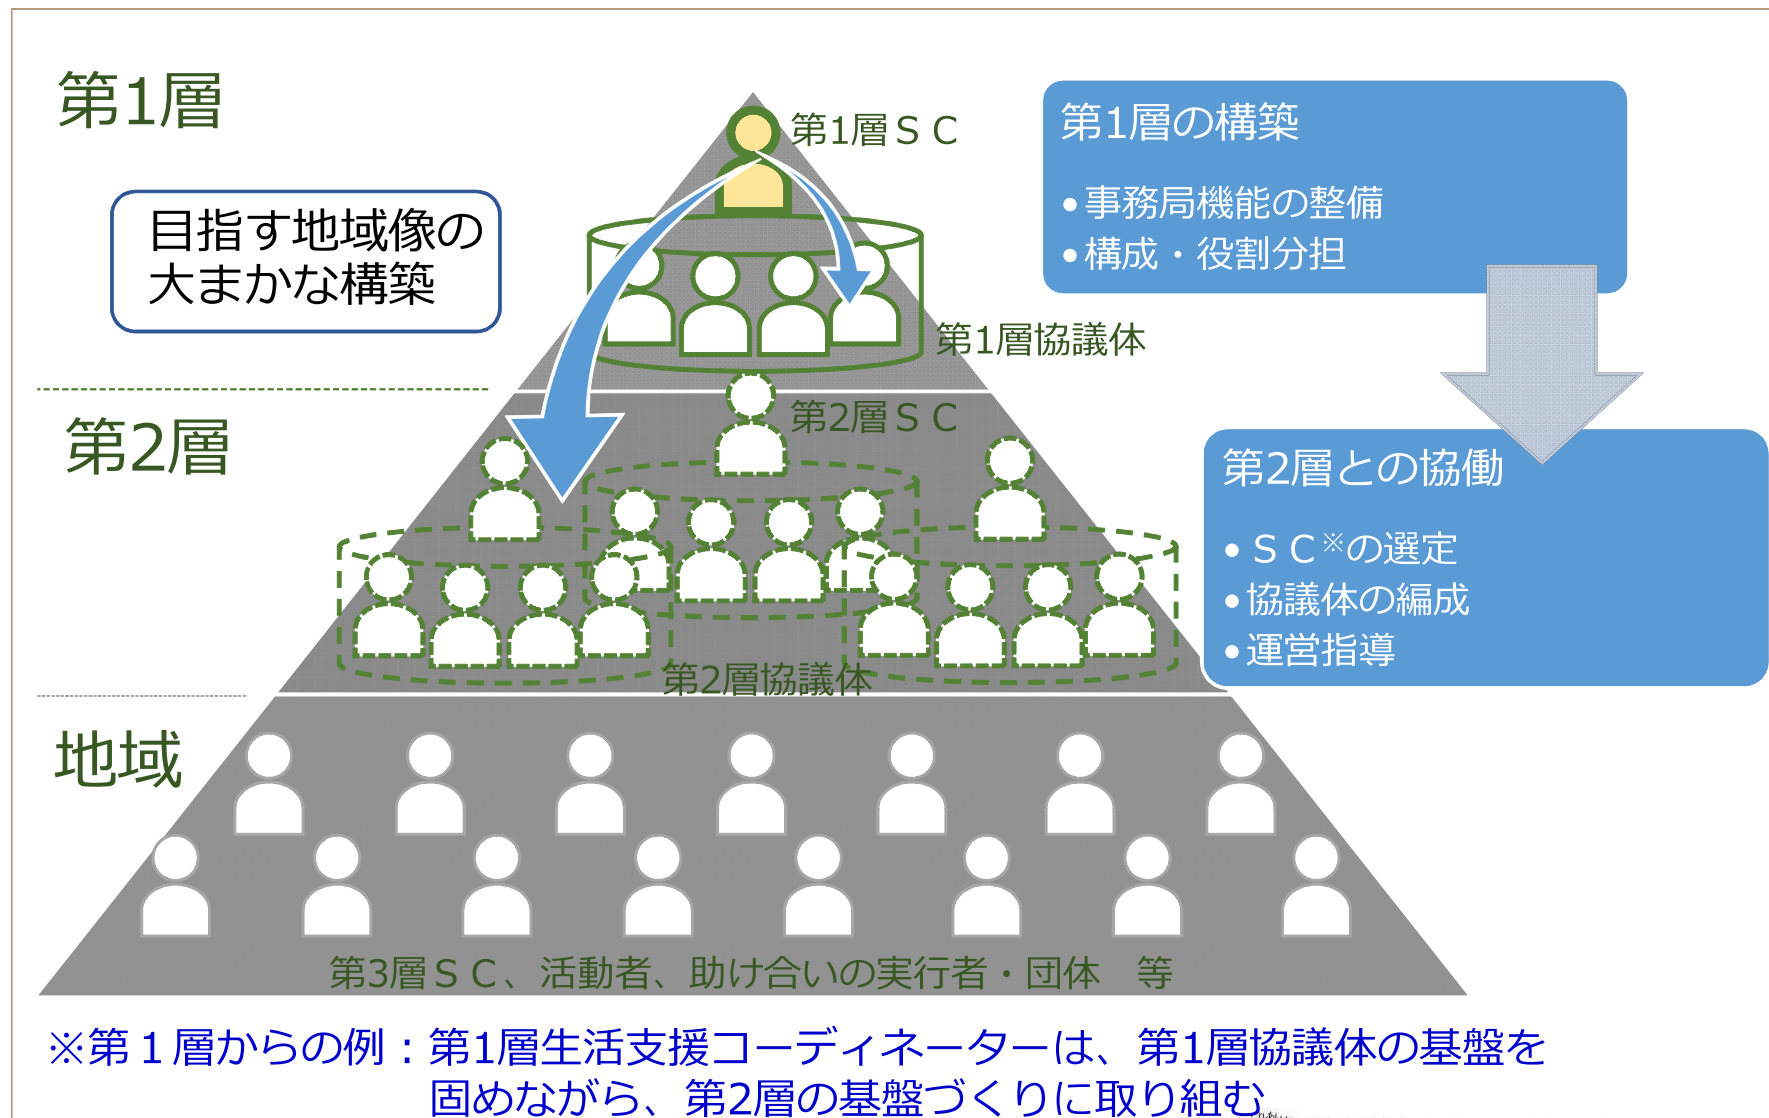 第1層
第1層ＳＣ
第1層の構築
•事務局機能の整備
•構成・役割分担
目指す地域像の
大まかな構築
第1層協議体
第2層
第2層ＳＣ
第2層との協働
•ＳＣ※の選定
•協議体の編成
•運営指導
第2層協議体
地域
第3層ＳＣ、活動者、助け合いの実行者・団体　等
※第１層からの例：第1層生活支援コーディネーターは、第1層協議体の基盤を
固めながら、第2層の基盤づくりに取り組む